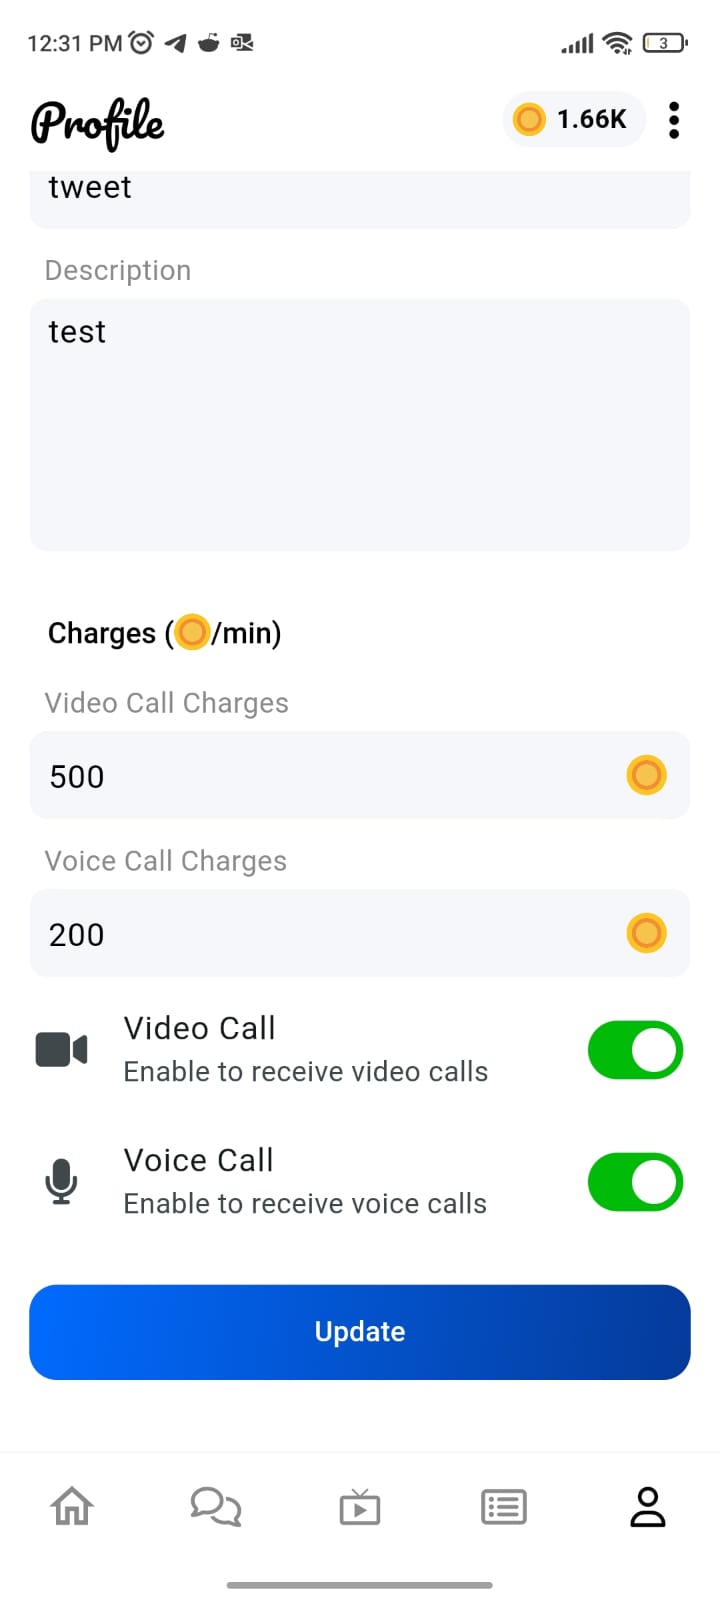 12:31 PM
3
Profile
1.66K
tweet
Description
test
Charges (/min)
Video Call Charges
500
Voice Call Charges
200
Video Call
Enable to receive video calls
Voice Call
Enable to receive voice calls
Update